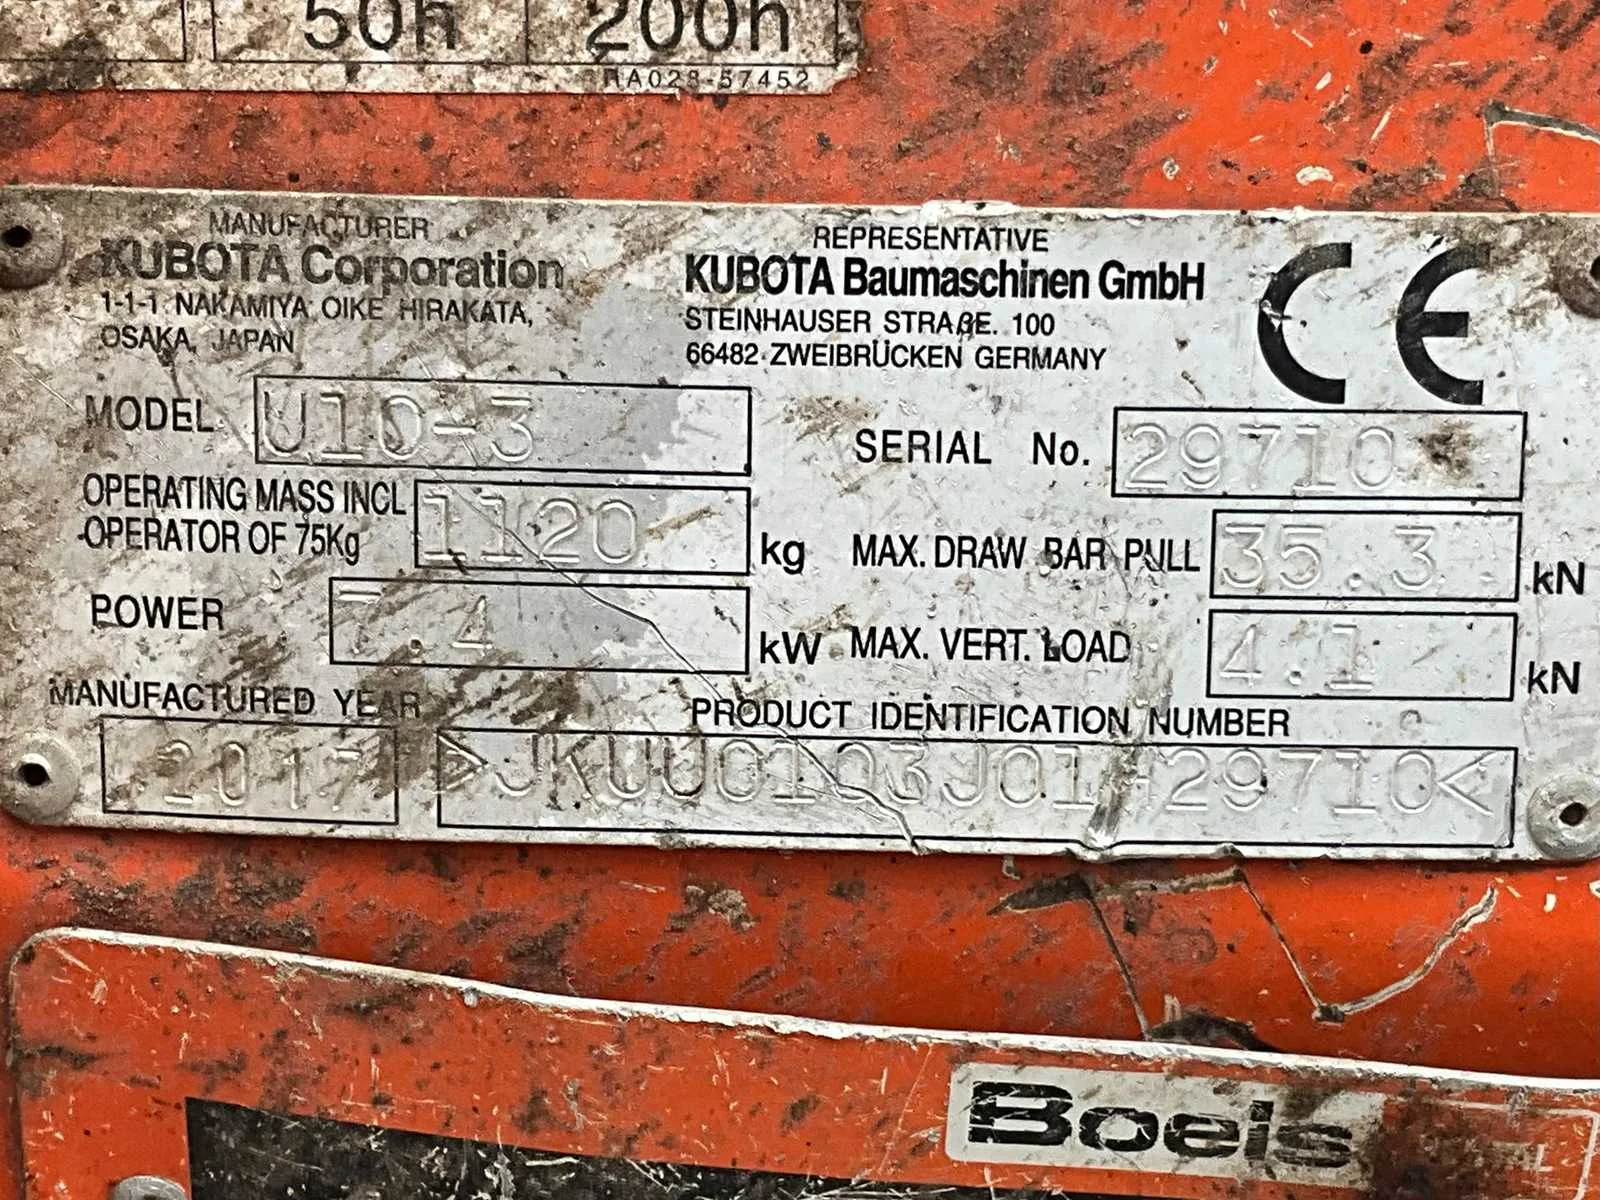 50h 200h
RA028-57452
MANUFACTURER
KUBOTA Corporation
1-1-1 NAKAMIYA OIKE HIRAKATA,
OSAKA, JAPAN
REPRESENTATIVE
KUBOTA Baumaschinen GmbH
STEINHAUSER STRAßE. 100
66482 ZWEIBRÜCKEN GERMANY
CE
MODEL U10-3
SERIAL No. 29710
OPERATING MASS INCL
OPERATOR OF 75Kg 1120 kg
MAX. DRAW BAR PULL 35.3 kN
POWER 7.4 kW
MAX. VERT. LOAD 4.1 kN
MANUFACTURED YEAR
2017
PRODUCT IDENTIFICATION NUMBER
>JKUU0103J01H29710<
Boels